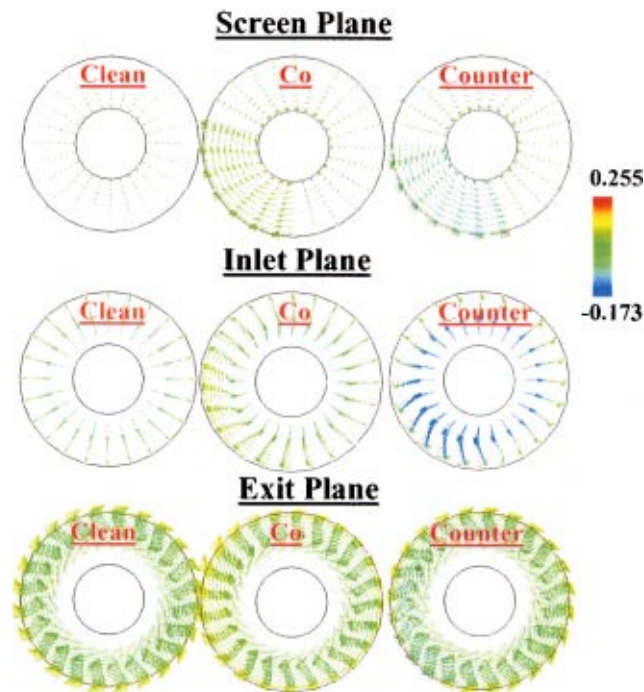 Screen Plane
Clean Co Counter
0.255
-0.173
Inlet Plane
Clean Co Counter
Exit Plane
Clean Co Counter